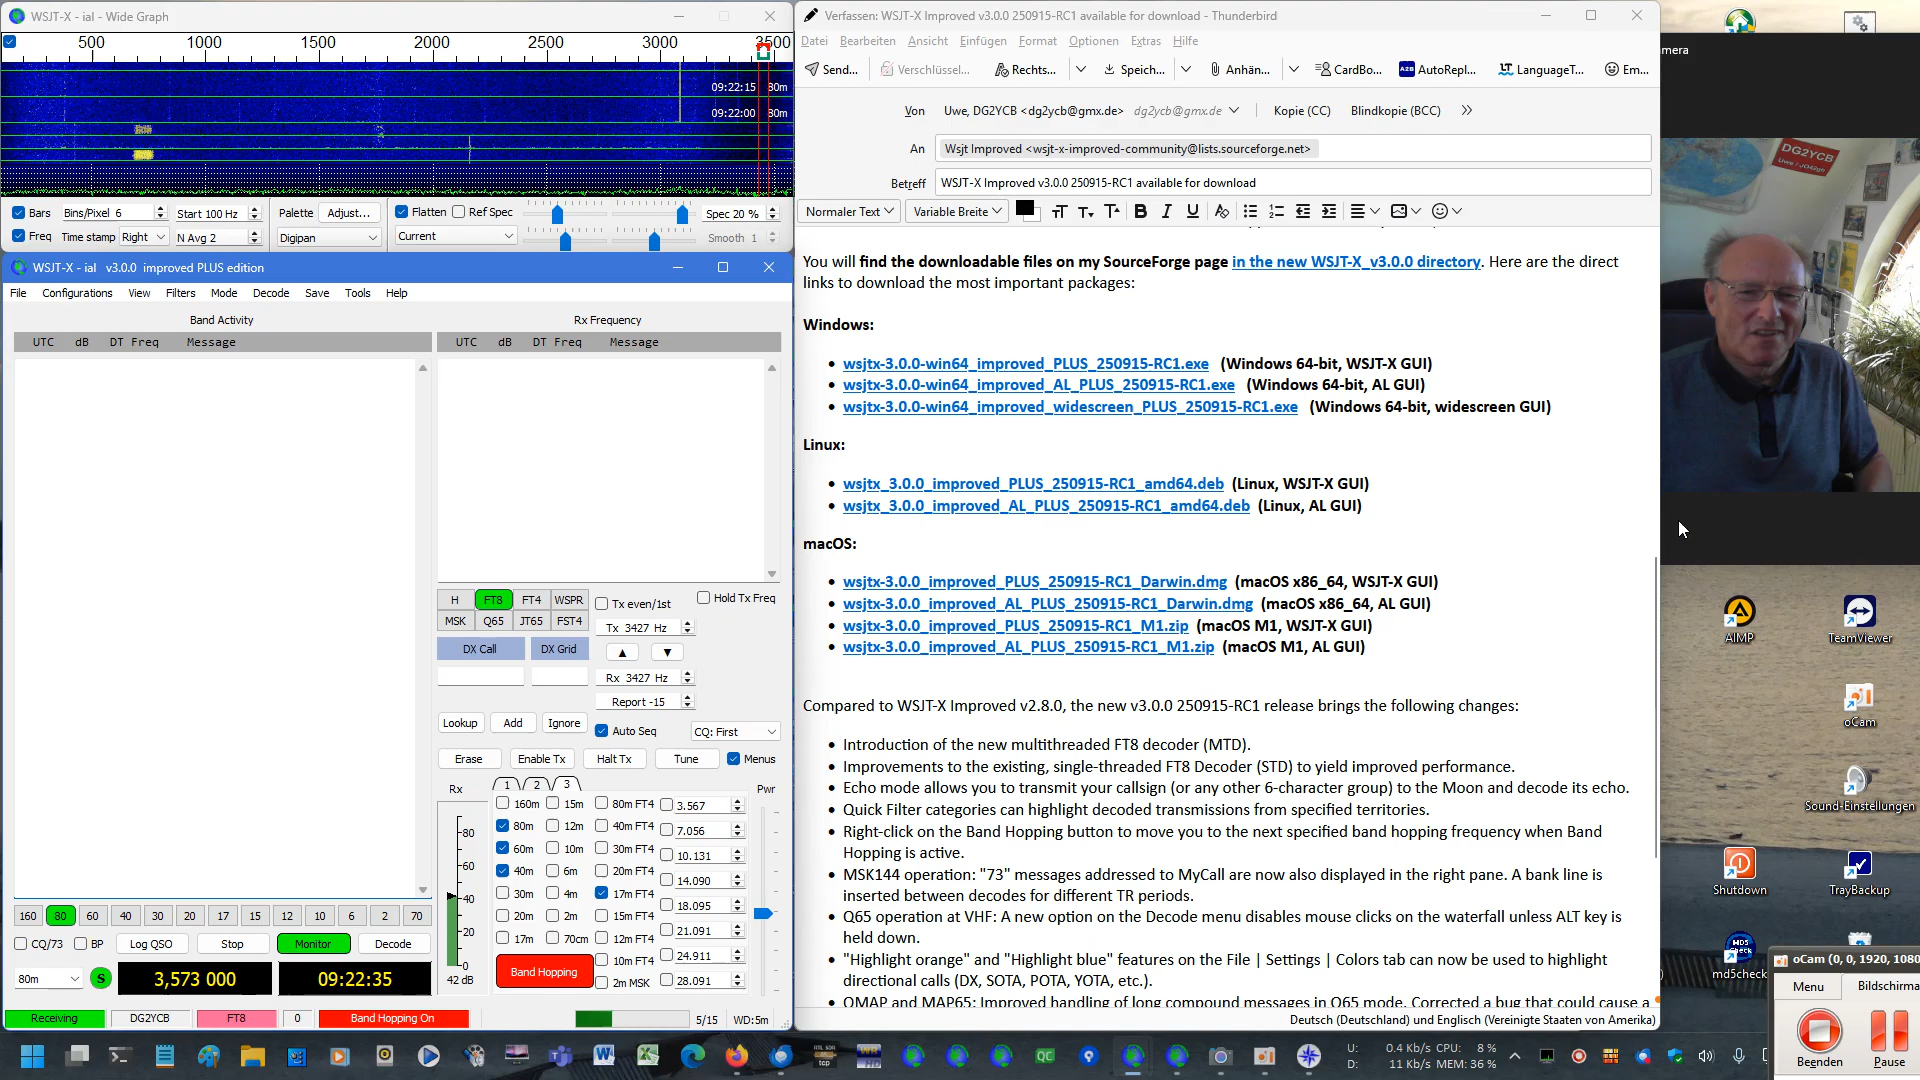 WSJT-X - ial - Wide Graph
500 1000 1500 2000 2500 3000 3500
09:22:15 80m
09:22:00 80m
Bars Bins/Pixel 6 Start 100 Hz Palette Adjust... Flatten Ref Spec Spec 20 %
Freq Time stamp Right N Avg 2 Digipan Current Smooth 1
WSJT-X - ial v3.0.0 improved PLUS edition
File Configurations View Filters Mode Decode Save Tools Help
Band Activity
UTC dB DT Freq Message
Rx Frequency
UTC dB DT Freq Message
H FT8 FT4 WSPR
MSK Q65 JT65 FST4
Tx even/1st
Hold Tx Freq
Tx 3427 Hz
DX Call DX Grid
▲ ▼
Rx 3427 Hz
Report -15
Lookup Add Ignore
Auto Seq
CQ: First
Erase Enable Tx Halt Tx Tune Menus
Rx
1 2 3
Pwr
160m 15m 80m FT4 3.567
80m 12m 40m FT4 7.056
60m 10m 30m FT4 10.131
40m 6m 20m FT4 14.090
30m 4m 17m FT4 18.095
20m 2m 15m FT4 21.091
17m 70cm 12m FT4 24.911
Band Hopping
10m FT4
2m MSK 28.091
80
60
40
20
0
42 dB
160 80 60 40 30 20 17 15 12 10 6 2 70
CQ/73 BP Log QSO Stop Monitor Decode
80m S 3,573 000 09:22:35
Receiving DG2YCB FT8 0 Band Hopping On 5/15 WD:5m
Verfassen: WSJT-X Improved v3.0.0 250915-RC1 available for download - Thunderbird
Datei Bearbeiten Ansicht Einfügen Format Optionen Extras Hilfe
Send... Verschlüssel... Rechts... Speich... Anhän... CardBo... AutoRepl... LanguageT... Em...
Von Uwe, DG2YCB <dg2ycb@gmx.de> dg2ycb@gmx.de Kopie (CC) Blindkopie (BCC)
An Wsjt Improved <wsjt-x-improved-community@lists.sourceforge.net>
Betreff WSJT-X Improved v3.0.0 250915-RC1 available for download
Normaler Text Variable Breite
You will find the downloadable files on my SourceForge page in the new WSJT-X_v3.0.0 directory. Here are the direct
links to download the most important packages:
Windows:
• wsjtx-3.0.0-win64_improved_PLUS_250915-RC1.exe (Windows 64-bit, WSJT-X GUI)
• wsjtx-3.0.0-win64_improved_AL_PLUS_250915-RC1.exe (Windows 64-bit, AL GUI)
• wsjtx-3.0.0-win64_improved_widescreen_PLUS_250915-RC1.exe (Windows 64-bit, widescreen GUI)
Linux:
• wsjtx_3.0.0_improved_PLUS_250915-RC1_amd64.deb (Linux, WSJT-X GUI)
• wsjtx_3.0.0_improved_AL_PLUS_250915-RC1_amd64.deb (Linux, AL GUI)
macOS:
• wsjtx-3.0.0_improved_PLUS_250915-RC1_Darwin.dmg (macOS x86_64, WSJT-X GUI)
• wsjtx-3.0.0_improved_AL_PLUS_250915-RC1_Darwin.dmg (macOS x86_64, AL GUI)
• wsjtx-3.0.0_improved_PLUS_250915-RC1_M1.zip (macOS M1, WSJT-X GUI)
• wsjtx-3.0.0_improved_AL_PLUS_250915-RC1_M1.zip (macOS M1, AL GUI)
Compared to WSJT-X Improved v2.8.0, the new v3.0.0 250915-RC1 release brings the following changes:
• Introduction of the new multithreaded FT8 decoder (MTD).
• Improvements to the existing, single-threaded FT8 Decoder (STD) to yield improved performance.
• Echo mode allows you to transmit your callsign (or any other 6-character group) to the Moon and decode its echo.
• Quick Filter categories can highlight decoded transmissions from specified territories.
• Right-click on the Band Hopping button to move you to the next specified band hopping frequency when Band
Hopping is active.
• MSK144 operation: "73" messages addressed to MyCall are now also displayed in the right pane. A bank line is
inserted between decodes for different TR periods.
• Q65 operation at VHF: A new option on the Decode menu disables mouse clicks on the waterfall unless ALT key is
held down.
• "Highlight orange" and "Highlight blue" features on the File | Settings | Colors tab can now be used to highlight
directional calls (DX, SOTA, POTA, YOTA, etc.).
• QMAP and MAP65: Improved handling of long compound messages in Q65 mode. Corrected a bug that could cause a
Deutsch (Deutschland) und Englisch (Vereinigte Staaten von Amerika)
mera
DG2YCB
Uwe / JO42gh
AIMP TeamViewer
oCam
Sound-Einstellungen
Shutdown TrayBackup
MD5 Check
md5check
oCam (0, 0, 1920, 1080
Menu Bildschirma
Beenden Pause
QC
U: 0.4 Kb/s CPU: 8 %
D: 11 Kb/s MEM: 36 %